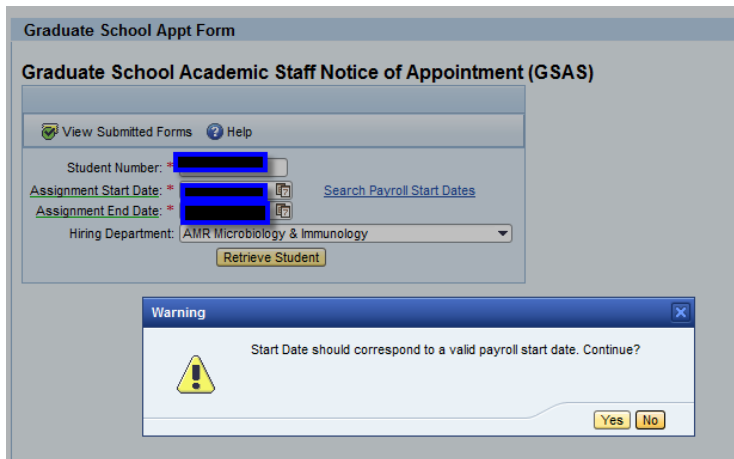 Graduate School Appt Form
Graduate School Academic Staff Notice of Appointment (GSAS)
View Submitted Forms Help
Student Number: *
Assignment Start Date: * Search Payroll Start Dates
Assignment End Date: *
Hiring Department: AMR Microbiology & Immunology
Retrieve Student
Warning
Start Date should correspond to a valid payroll start date. Continue?
Yes No